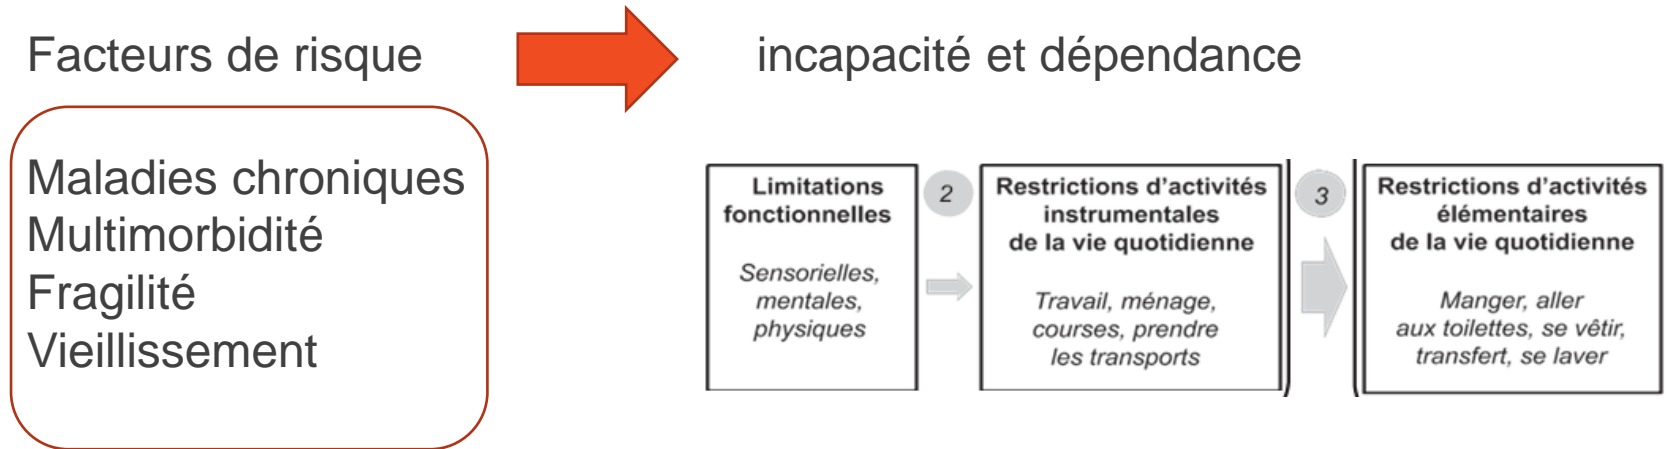 Facteurs de risque
incapacité et dépendance
Maladies chroniques
Multimorbidité
Fragilité
Vieillissement
Limitations
fonctionnelles
Sensorielles,
mentales,
physiques
2
Restrictions d’activités
instrumentales
de la vie quotidienne
Travail, ménage,
courses, prendre
les transports
3
Restrictions d’activités
élémentaires
de la vie quotidienne
Manger, aller
aux toilettes, se vêtir,
transfert, se laver